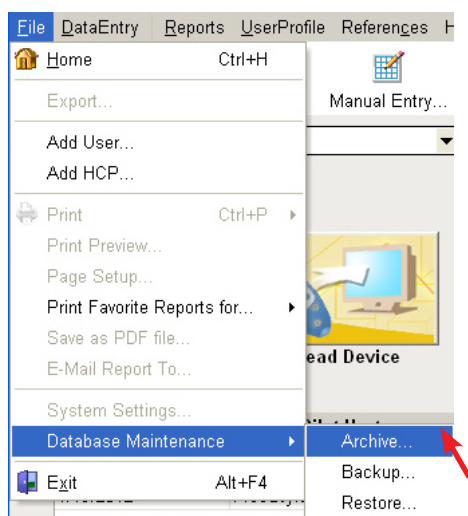 File DataEntry Reports UserProfile References
Home Ctrl+H
Export...
Manual Entry...
Add User...
Add HCP...
Print Ctrl+P
Print Preview...
Page Setup...
Print Favorite Reports for...
Save as PDF file...
ead Device
E-Mail Report To...
System Settings...
Database Maintenance
Archive...
Exit Alt+F4
Backup...
Restore...